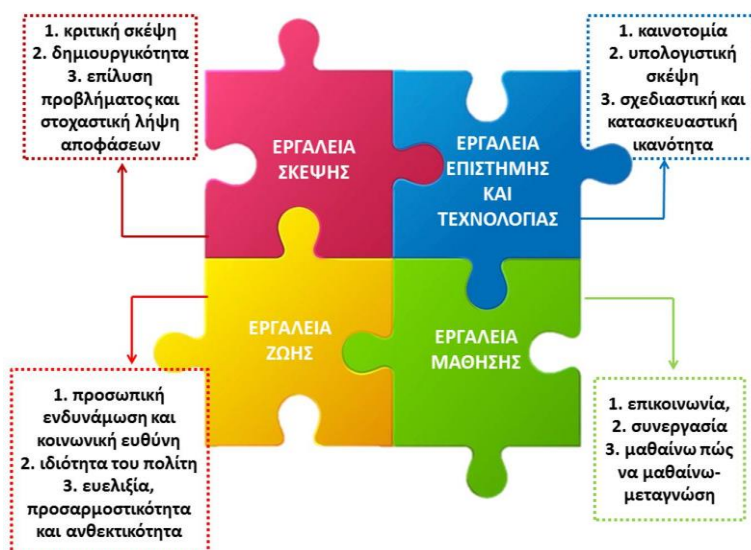 1. κριτική σκέψη
2. δημιουργικότητα
3. επίλυση
προβλήματος και
στοχαστική λήψη
αποφάσεων
1. καινοτομία
2. υπολογιστική
σκέψη
3. σχεδιαστική και
κατασκευαστική
ικανότητα
ΕΡΓΑΛΕΙΑ
ΣΚΕΨΗΣ
ΕΡΓΑΛΕΙΑ
ΕΠΙΣΤΗΜΗΣ
ΚΑΙ
ΤΕΧΝΟΛΟΓΙΑΣ
ΕΡΓΑΛΕΙΑ
ΖΩΗΣ
ΕΡΓΑΛΕΙΑ
ΜΑΘΗΣΗΣ
1. προσωπική
ενδυνάμωση και
κοινωνική ευθύνη
2. ιδιότητα του πολίτη
3. ευελιξία,
προσαρμοστικότητα
και ανθεκτικότητα
1. επικοινωνία,
2. συνεργασία
3. μαθαίνω πώς
να μαθαίνω-
μεταγνώση